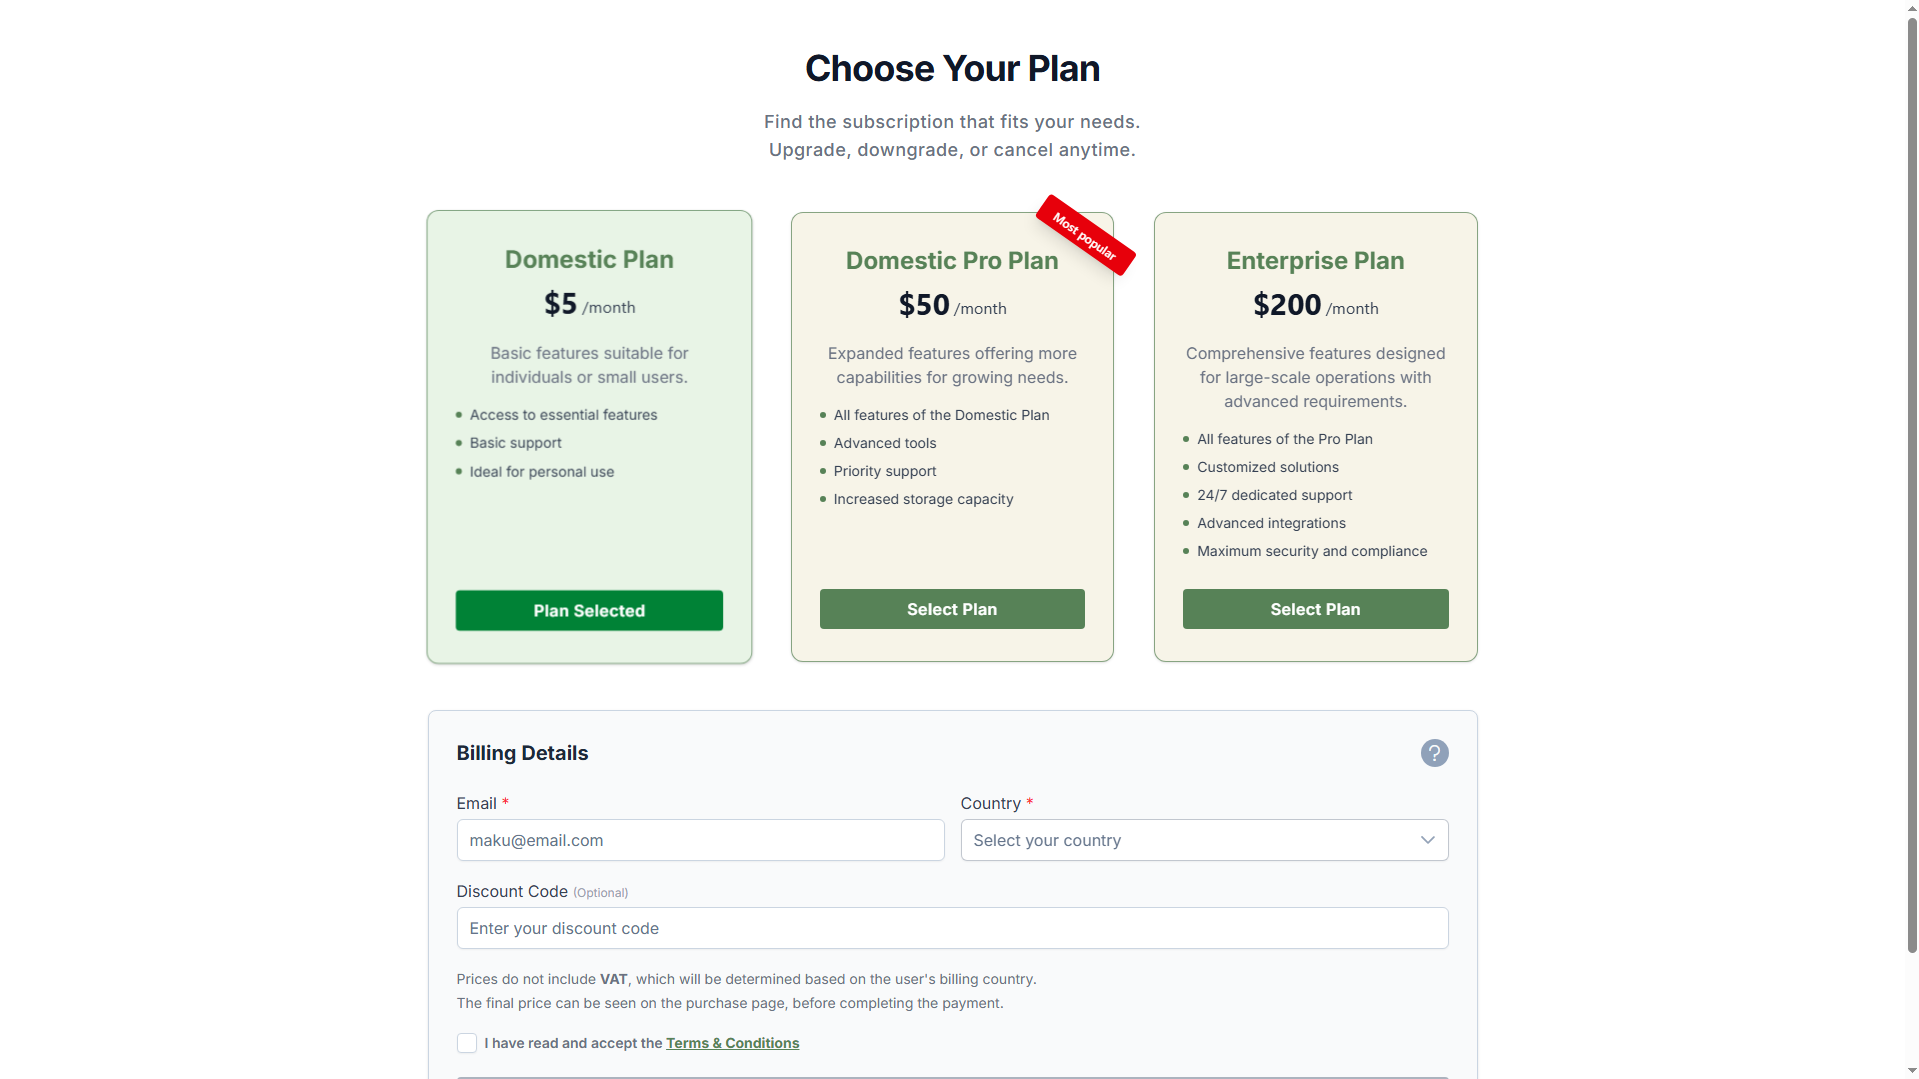 Choose Your Plan
Find the subscription that fits your needs.
Upgrade, downgrade, or cancel anytime.
Domestic Plan
$5 /month
Basic features suitable for
individuals or small users.
Access to essential features
Basic support
Ideal for personal use
Plan Selected
Most popular
Domestic Pro Plan
$50 /month
Expanded features offering more
capabilities for growing needs.
All features of the Domestic Plan
Advanced tools
Priority support
Increased storage capacity
Select Plan
Enterprise Plan
$200 /month
Comprehensive features designed
for large-scale operations with
advanced requirements.
All features of the Pro Plan
Customized solutions
24/7 dedicated support
Advanced integrations
Maximum security and compliance
Select Plan
Billing Details
?
Email *
maku@email.com
Country *
Select your country
Discount Code (Optional)
Enter your discount code
Prices do not include VAT, which will be determined based on the user's billing country.
The final price can be seen on the purchase page, before completing the payment.
I have read and accept the Terms & Conditions